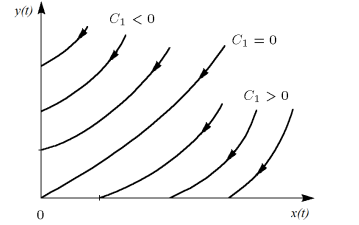 y(t)
C₁ < 0
C₁ = 0
C₁ > 0
0
x(t)